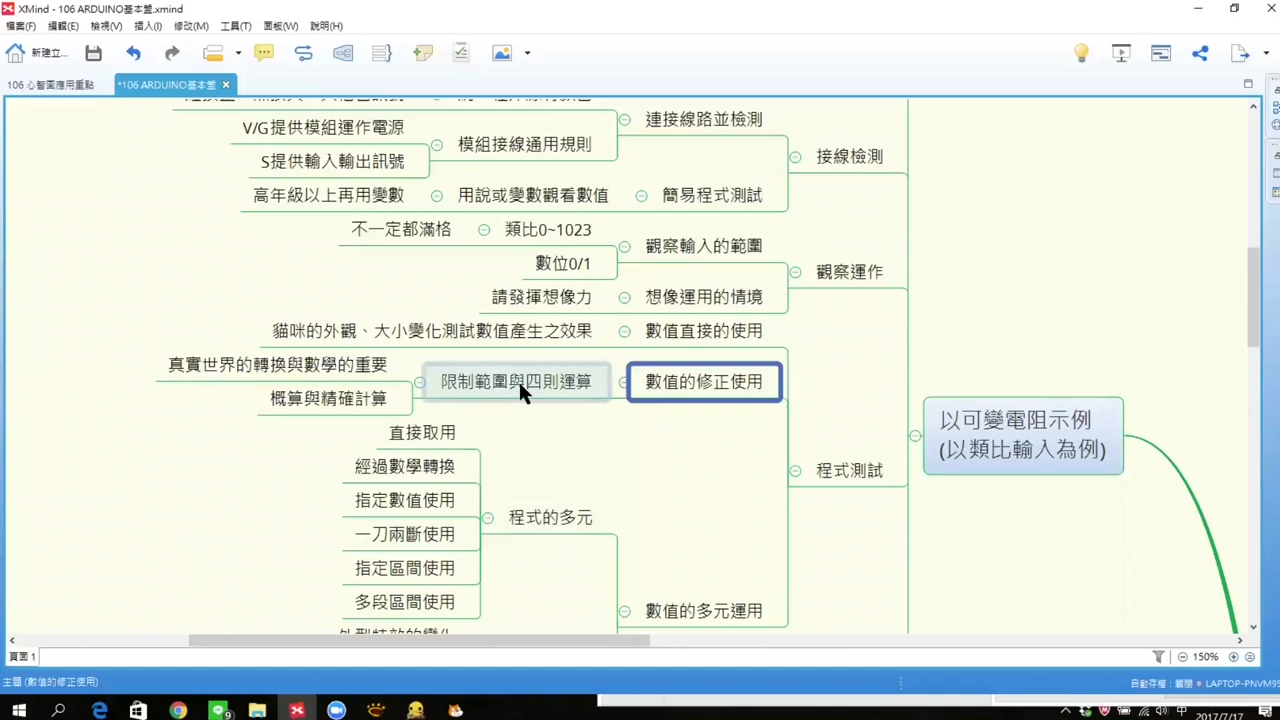 XMind - 106 ARDUINO基本盤.xmind
檔案(F) 編輯(E) 檢視(V) 插入(I) 修改(M) 工具(T) 面板(W) 說明(H)
新建立...
106 心智圖應用重點
*106 ARDUINO基本盤
V/G提供模組運作電源
S提供輸入輸出訊號
模組接線通用規則
連接線路並檢測
接線檢測
高年級以上再用變數
用說或變數觀看數值
簡易程式測試
不一定都滿格
類比0~1023
數位0/1
觀察輸入的範圍
觀察運作
請發揮想像力
想像運用的情境
貓咪的外觀、大小變化測試數值產生之效果
數值直接的使用
真實世界的轉換與數學的重要
概算與精確計算
限制範圍與四則運算
數值的修正使用
以可變電阻示例
(以類比輸入為例)
程式測試
直接取用
經過數學轉換
指定數值使用
一刀兩斷使用
指定區間使用
多段區間使用
程式的多元
數值的多元運用
頁面 1
150%
主題 (數值的修正使用)
自動存檔: 關閉
LAPTOP-PNVM9S
9
中
2017/7/17